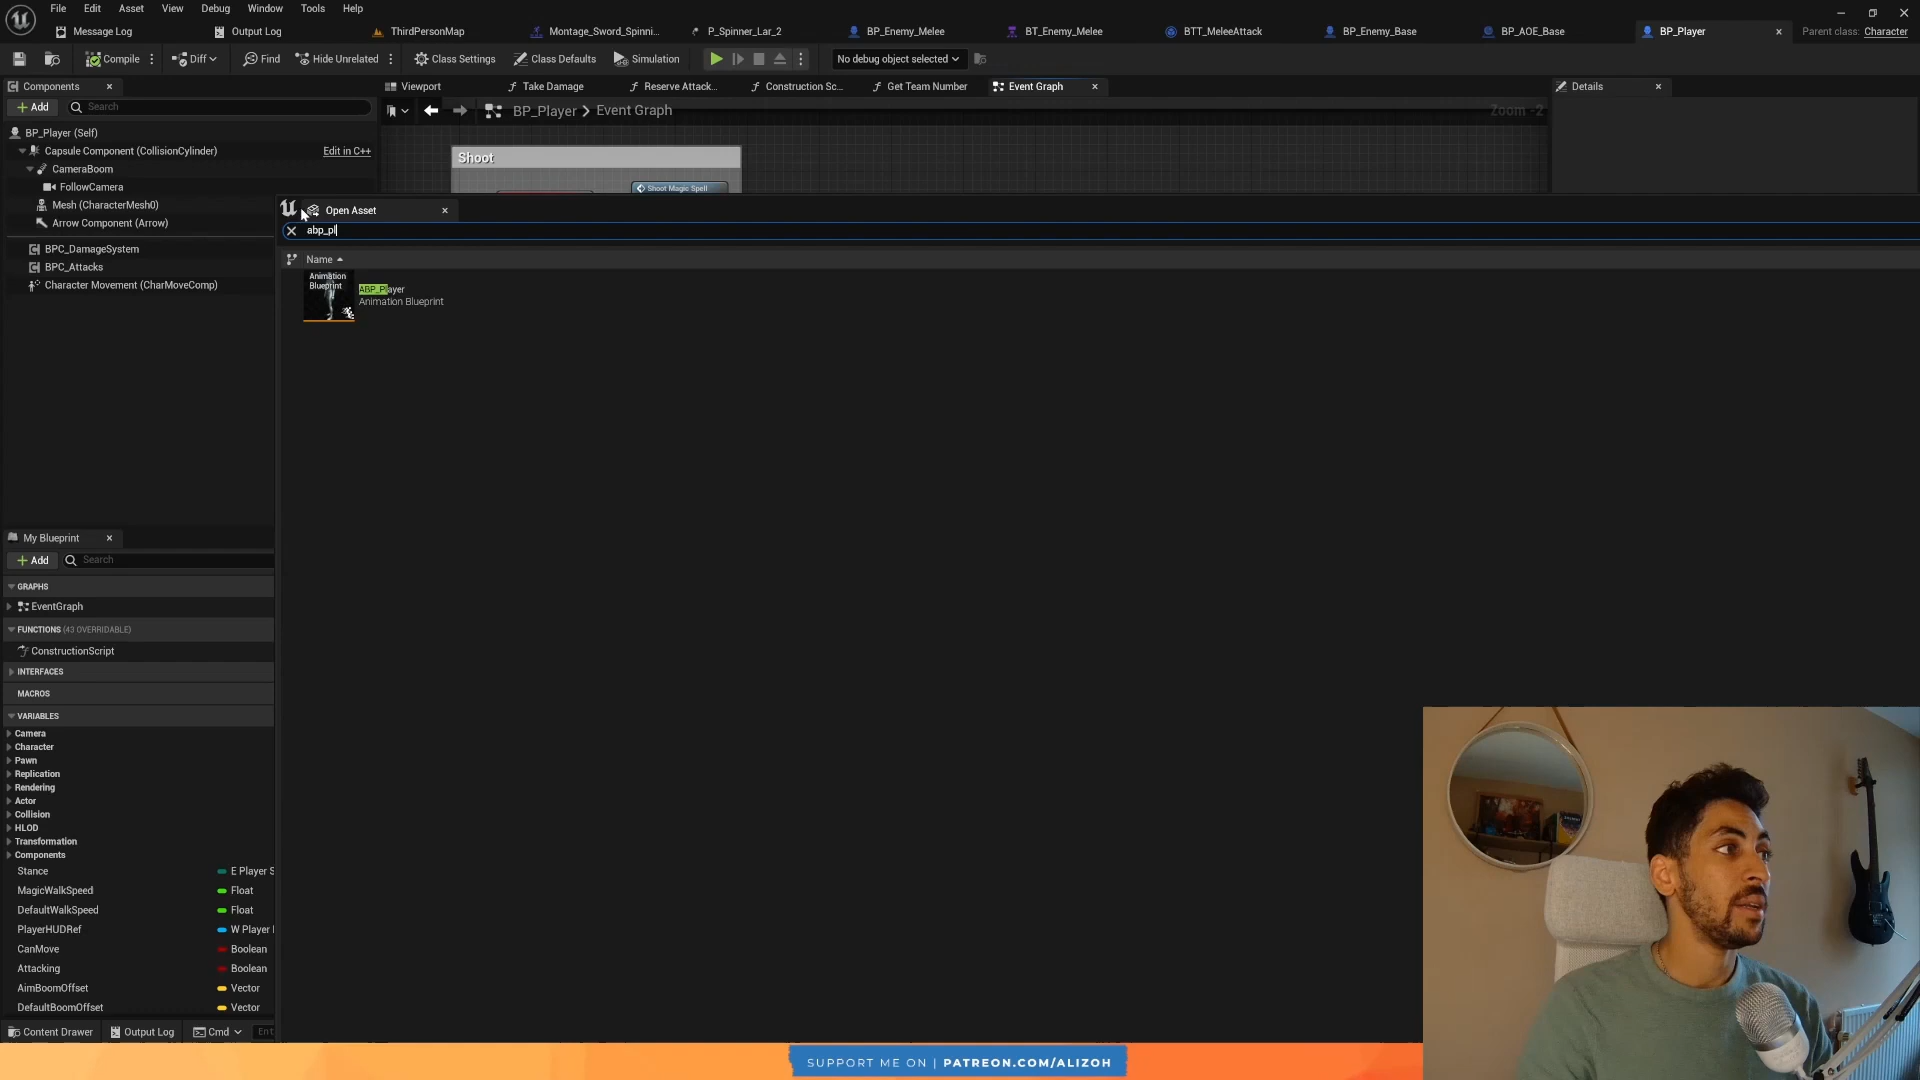 File Edit Asset View Debug Window Tools Help
Message Log Output Log ThirdPersonMap Montage_Sword_Spinni... P_Spinner_Lar_2 BP_Enemy_Melee BT_Enemy_Melee BTT_MeleeAttack BP_Enemy_Base BP_AOE_Base BP_Player Parent class: Character
Compile Diff Find Hide Unrelated Class Settings Class Defaults Simulation No debug object selected
Components Viewport Take Damage Reserve Attack... Construction Sc... Get Team Number Event Graph Details
Add Search BP_Player > Event Graph Zoom -2
BP_Player (Self)
Capsule Component (CollisionCylinder) Edit in C++
CameraBoom
FollowCamera
Mesh (CharacterMesh0)
Arrow Component (Arrow)
BPC_DamageSystem
BPC_Attacks
Character Movement (CharMoveComp)
Shoot
Shoot Magic Spell
Open Asset
abp_pl
Name
Animation
Blueprint
ABP_Player
Animation Blueprint
My Blueprint
Add Search
GRAPHS
EventGraph
FUNCTIONS (43 OVERRIDABLE)
ConstructionScript
INTERFACES
MACROS
VARIABLES
Camera
Character
Pawn
Replication
Rendering
Actor
Collision
HLOD
Transformation
Components
Stance E Player S
MagicWalkSpeed Float
DefaultWalkSpeed Float
PlayerHUDRef W Player
CanMove Boolean
Attacking Boolean
AimBoomOffset Vector
DefaultBoomOffset Vector
Content Drawer Output Log Cmd Ent
SUPPORT ME ON | PATREON.COM/ALIZOH